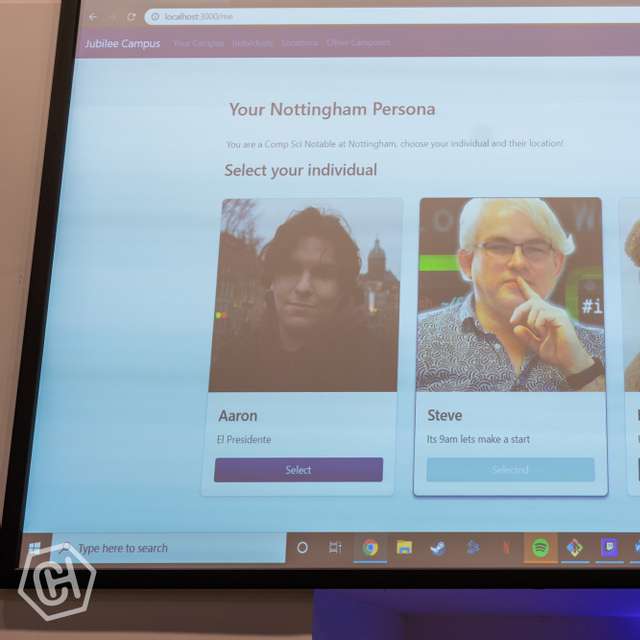 localhost:3000/me
Jubilee Campus Your Campus Individuals Locations Other Campuses
Your Nottingham Persona
You are a Comp Sci Notable at Nottingham, choose your individual and their location!
Select your individual
#i
Aaron
El Presidente
Select
Steve
Its 9am lets make a start
Selected
Type here to search
CH